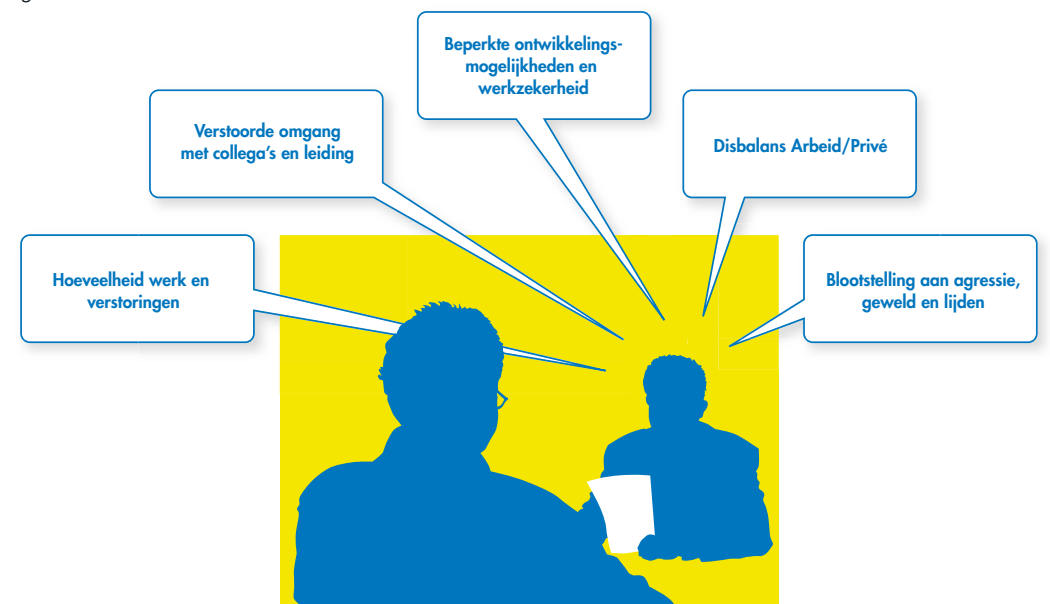 Beperkte ontwikkelings-
mogelijkheden en
werkzekerheid
Verstoorde omgang
met collega's en leiding
Disbalans Arbeid/Privé
Hoeveelheid werk en
verstoringen
Blootstelling aan agressie,
geweld en lijden